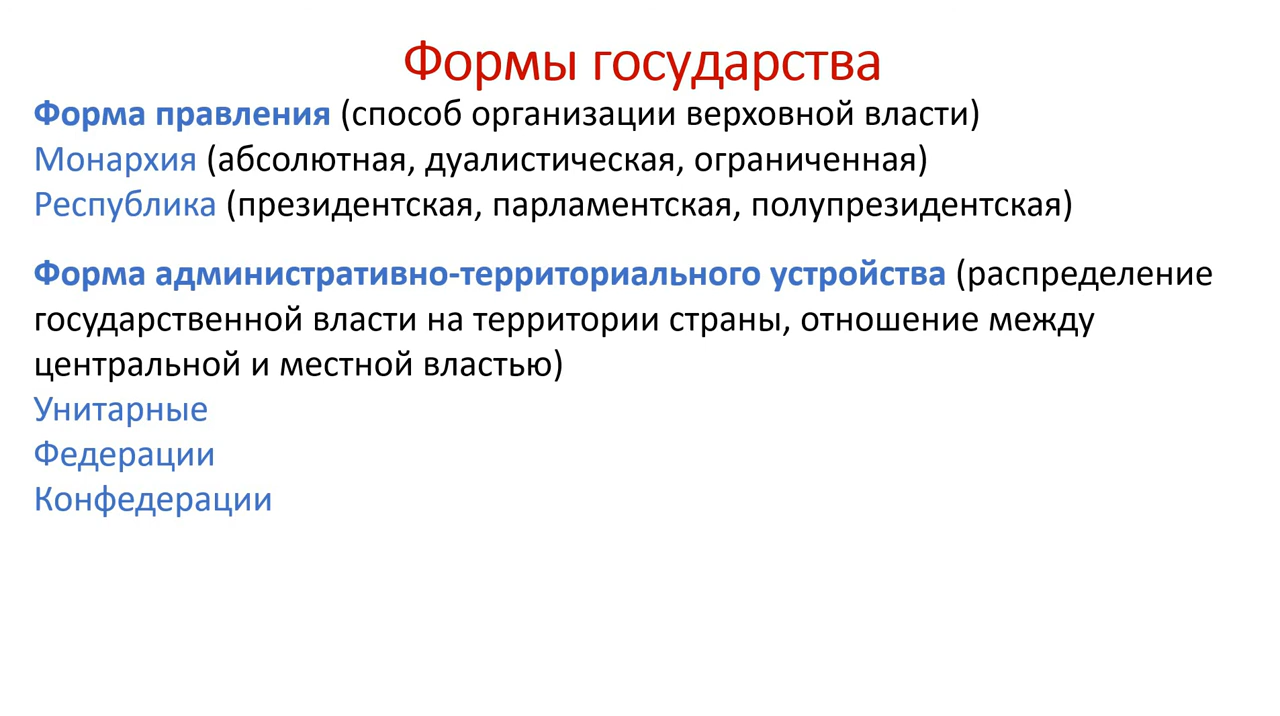 Формы государства
Форма правления (способ организации верховной власти)
Монархия (абсолютная, дуалистическая, ограниченная)
Республика (президентская, парламентская, полупрезидентская)
Форма административно-территориального устройства (распределение
государственной власти на территории страны, отношение между
центральной и местной властью)
Унитарные
Федерации
Конфедерации